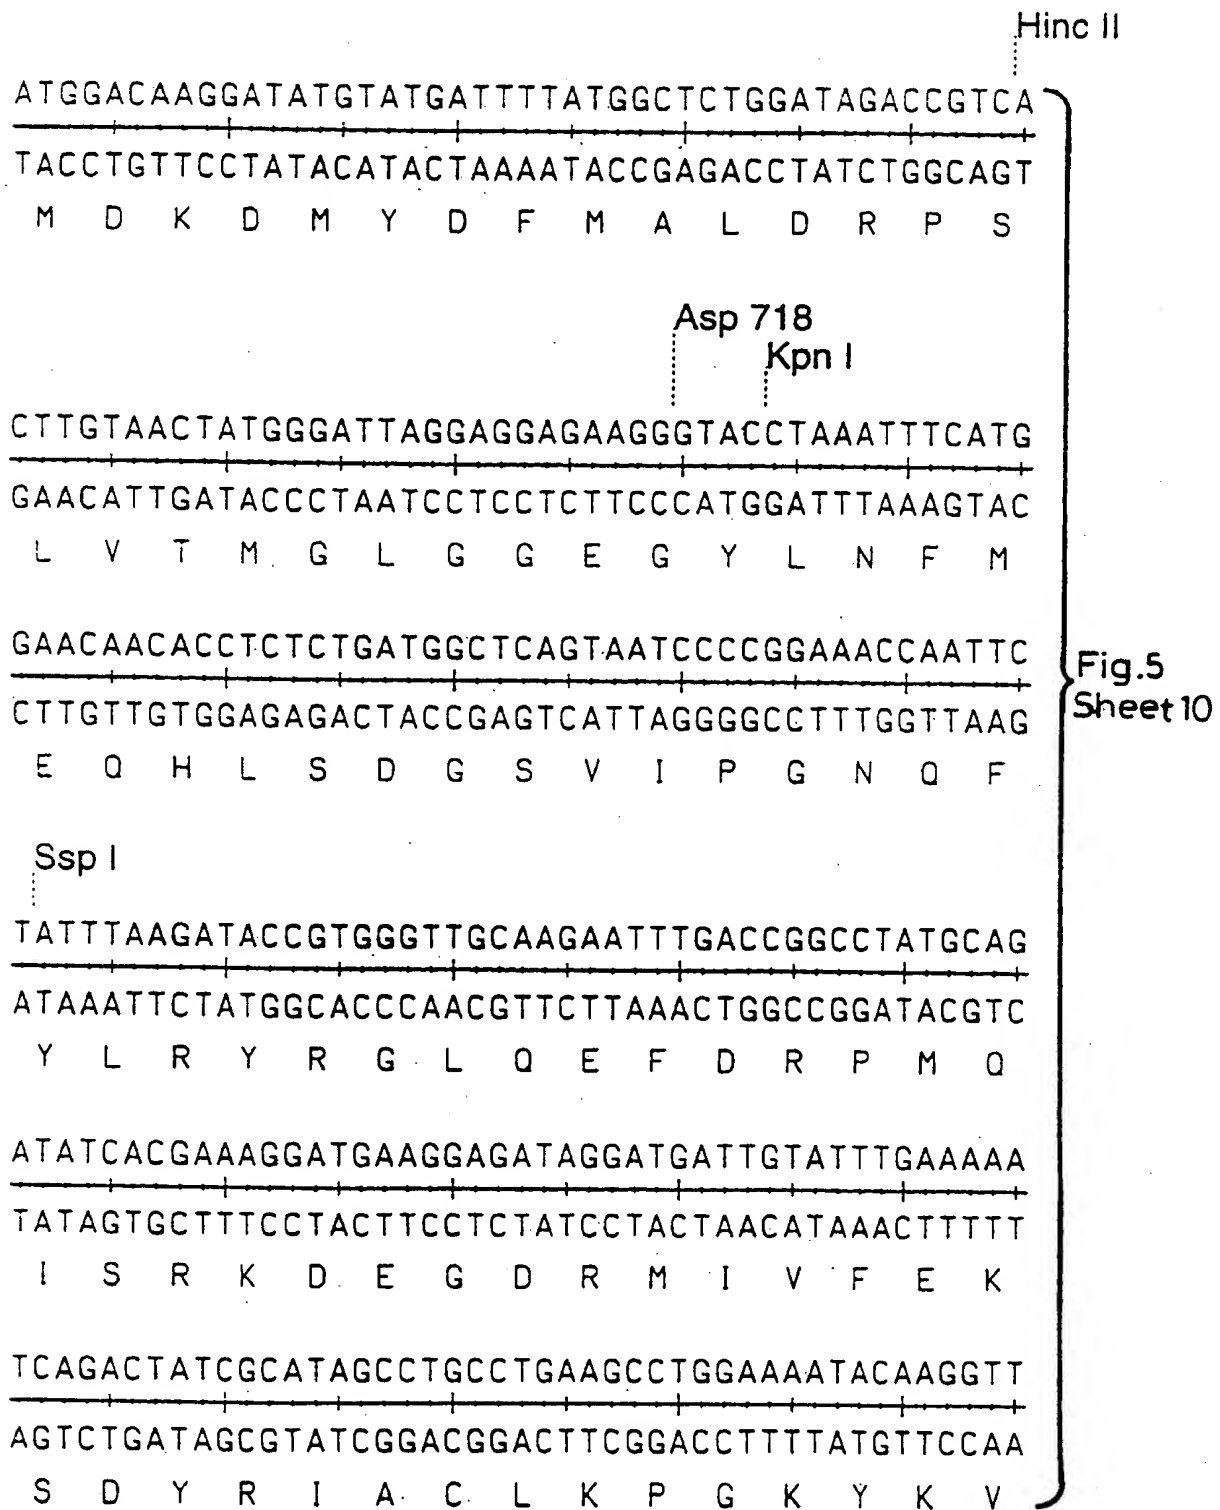 Hinc II
ATGGACAAGGATATGTATGATTTTATGGCTCTGGATAGACCGTCA
TACCTGTTCCTATACATACTAAAATACCGAGACCTATCTGGCAGT
M D K D M Y D F M A L D R P S
Asp 718
Kpn I
CTTGTAACTATGGGATTAGGAGGAGAAGGGTACCTAAATTTCATG
GAACATTGATACCCTAATCCTCCTCTTCCCATGGATTTAAAGTAC
L V T M G L G G E G Y L N F M
GAACAACACCTCTCTGATGGCTCAGTAATCCCCGGAAACCAATTC
CTTGTTGTGGAGAGACTACCGAGTCATTAGGGGCCTTTGGTTAAG
E Q H L S D G S V I P G N Q F
Fig.5
Sheet 10
Ssp I
TATTTAAGATACCGTGGGTTGCAAGAATTTGACCGGCCTATGCAG
ATAAATTCTATGGCACCCAACGTTCTTAAACTGGCCGGATACGTC
Y L R Y R G L Q E F D R P M Q
ATATCACGAAAGGATGAAGGAGATAGGATGATTGTATTTGAAAAA
TATAGTGCTTTCCTACTTCCTCTATCCTACTAACATAAACTTTTT
I S R K D E G D R M I V F E K
TCAGACTATCGCATAGCCTGCCTGAAGCCTGGAAAATACAAGGTT
AGTCTGATAGCGTATCGGACGGACTTCGGACCTTTTATGTTCCAA
S D Y R I A C L K P G K Y K V